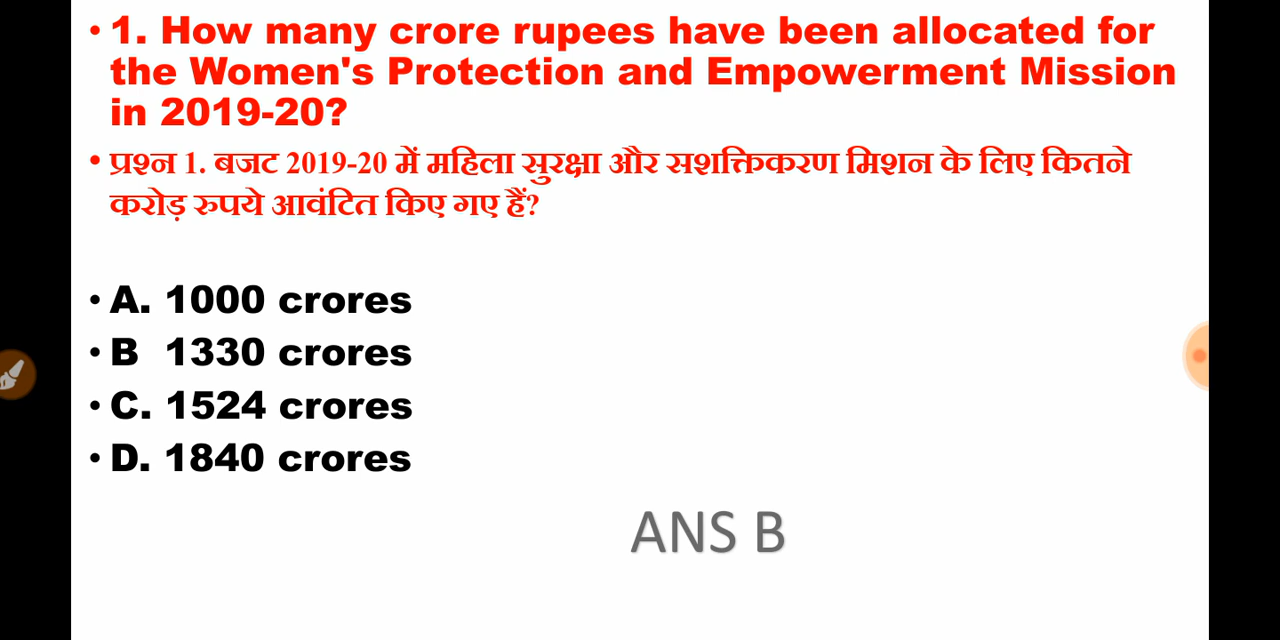 • 1. How many crore rupees have been allocated for
the Women's Protection and Empowerment Mission
in 2019-20?
• प्रश्न 1. बजट 2019-20 में महिला सुरक्षा और सशक्तिकरण मिशन के लिए कितने
करोड़ रुपये आवंटित किए गए हैं?
• A. 1000 crores
• B 1330 crores
• C. 1524 crores
• D. 1840 crores
ANS B